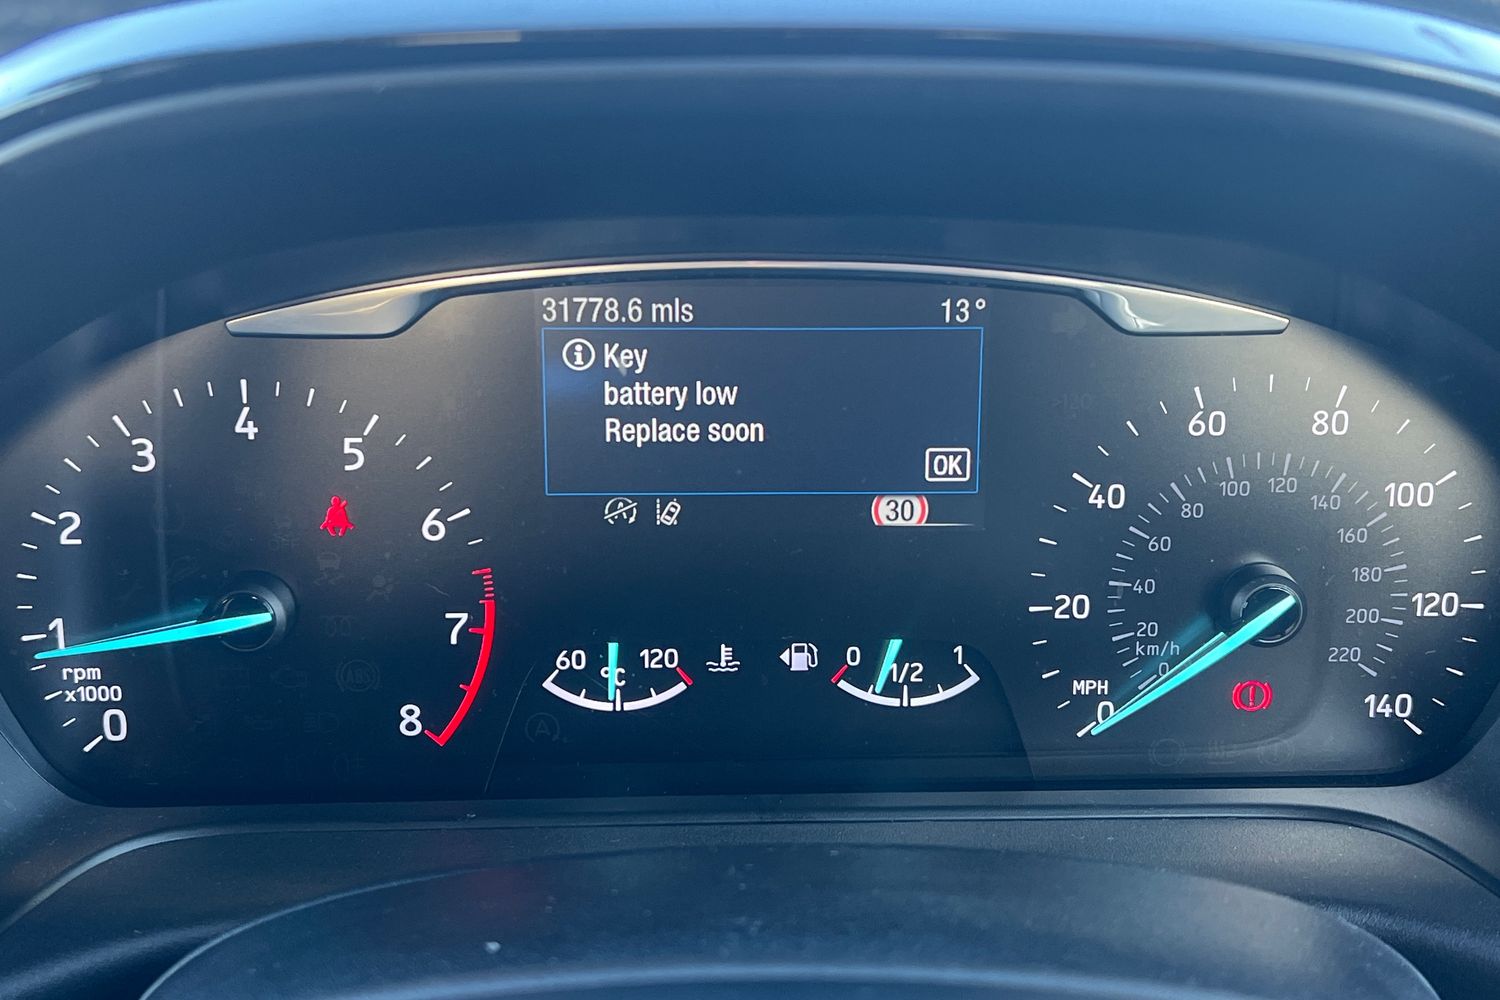 31778.6 mls 13°
Key
battery low
Replace soon
OK
30
0 1 2 3 4 5 6 7 8
rpm
x1000
60 °C 120
0 1/2 1
0 20 40 60 80 100 120 140
MPH
0 20 40 60 80 100 120 140 160 180 200 220
km/h
ABS
A